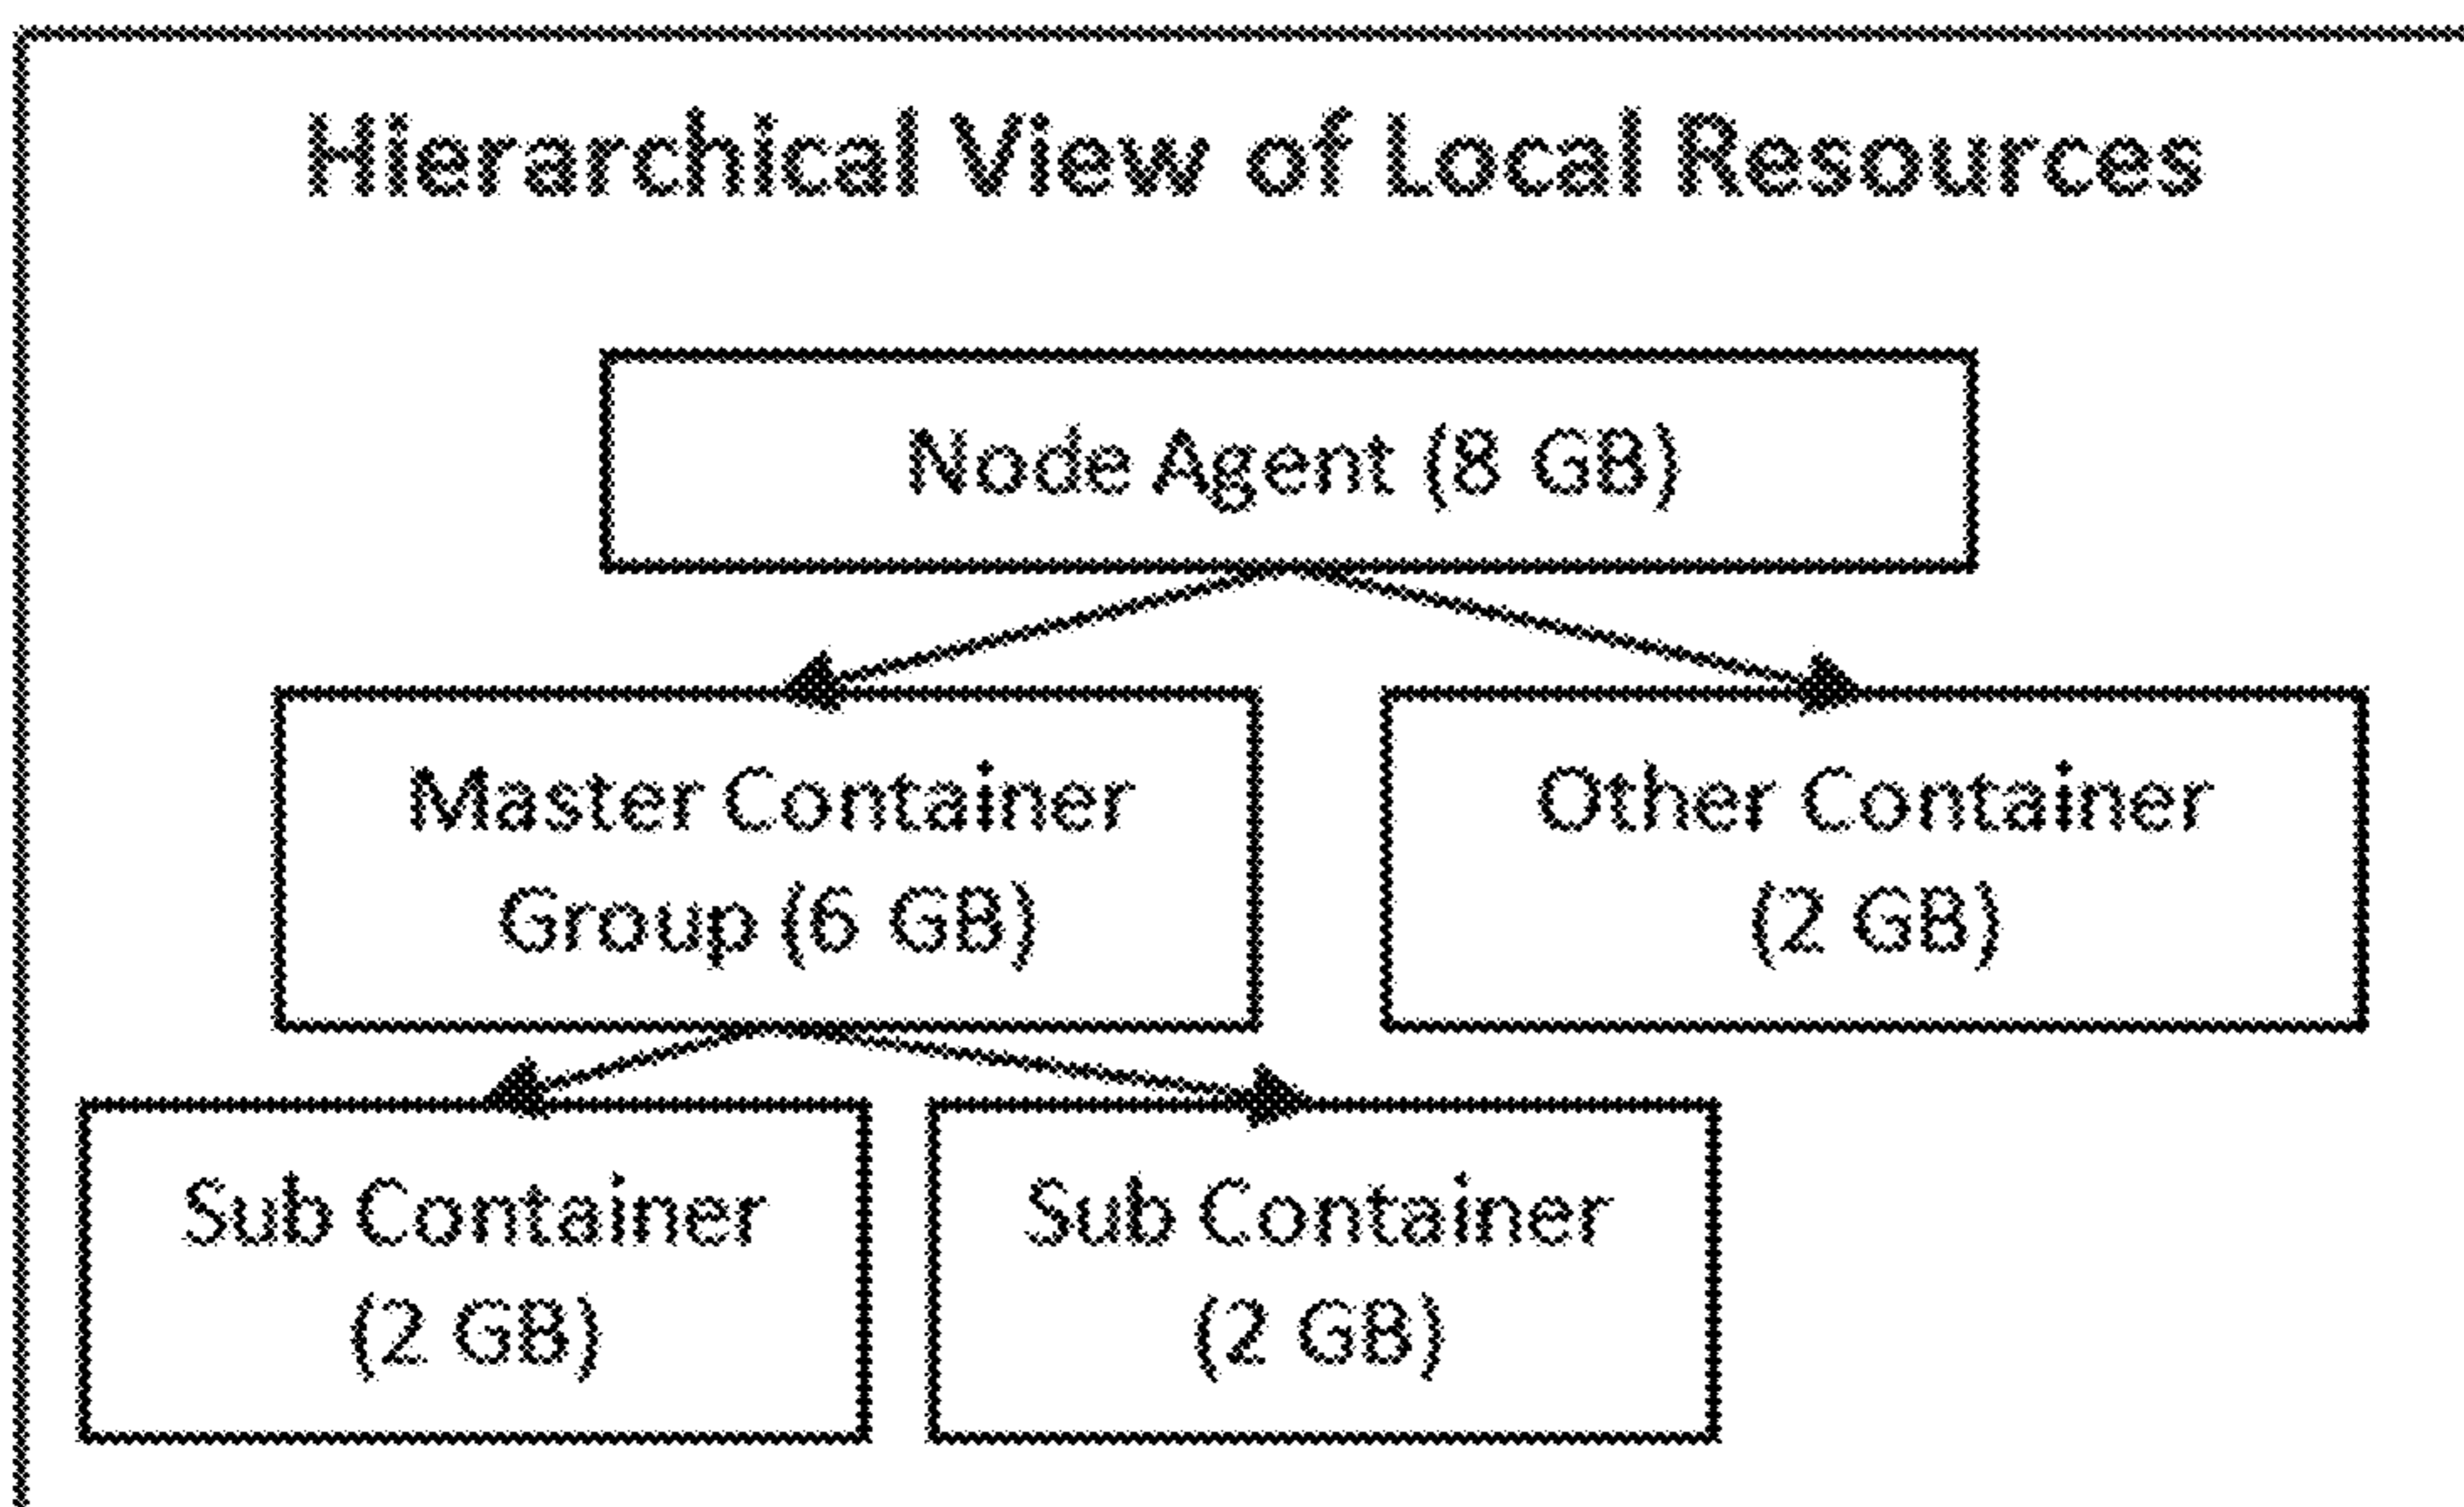 Hierarchical View of Local Resources
Node Agent (8 GB)
Master Container
Group (6 GB)
Other Container
(2 GB)
Sub Container
(2 GB)
Sub Container
(2 GB)